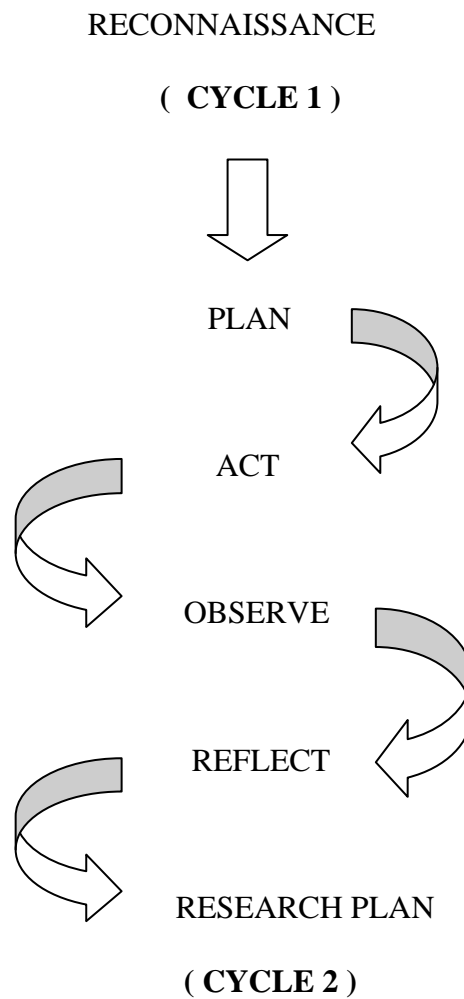 RECONNAISSANCE
( CYCLE 1 )
PLAN
ACT
OBSERVE
REFLECT
RESEARCH PLAN
( CYCLE 2 )